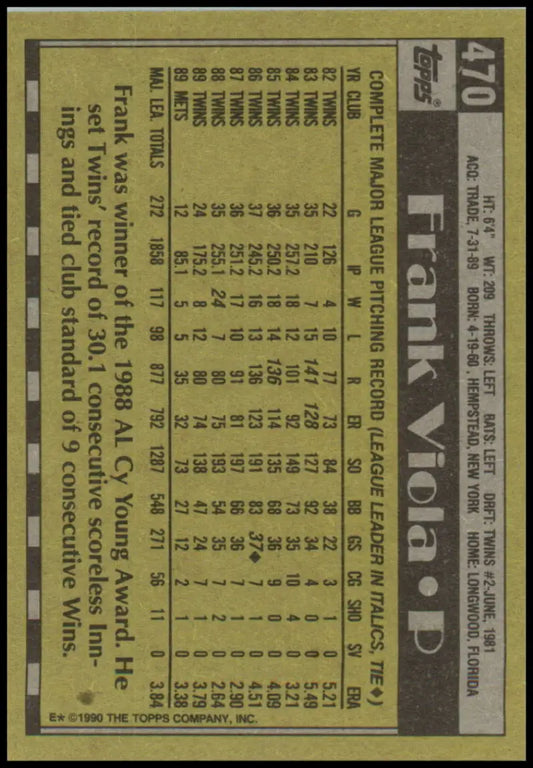 470
HT: 6'4" WT: 209 THROWS: LEFT BATS: LEFT DRFT: TWINS #2-JUNE, 1981
ACQ: TRADE, 7-31-89 BORN: 4-19-60, HEMPSTEAD, NEW YORK HOME: LONGWOOD, FLORIDA
topps® Frank Viola • P
COMPLETE MAJOR LEAGUE PITCHING RECORD (LEAGUE LEADER IN ITALICS, TIE◆)
YR CLUB G IP W L R ER SO BB GS CG SHO SV ERA
82 TWINS 22 126 4 10 77 73 84 38 22 3 1 0 5.21
83 TWINS 35 210 7 15 141 128 127 92 34 4 0 0 5.49
84 TWINS 35 257.2 18 12 101 92 149 73 35 10 4 0 3.21
85 TWINS 36 250.2 18 14 136 114 135 68 36 9 0 0 4.09
86 TWINS 37 245.2 16 13 136 123 191 83 37◆ 7 1 0 4.51
87 TWINS 36 251.2 17 10 91 81 197 66 36 7 1 0 2.90
88 TWINS 35 255.1 24 7 80 75 193 54 35 7 2 0 2.64
89 TWINS 24 175.2 8 12 80 74 138 47 24 7 1 0 3.79
89 METS 12 85.1 5 5 35 32 73 27 12 2 1 0 3.38
MAJ. LEA. TOTALS 272 1858 117 98 877 792 1287 548 271 56 11 0 3.84
Frank was winner of the 1988 AL Cy Young Award. He
set Twins' record of 30.1 consecutive scoreless Inn-
ings and tied club standard of 9 consecutive Wins.
E* ©1990 THE TOPPS COMPANY, INC.